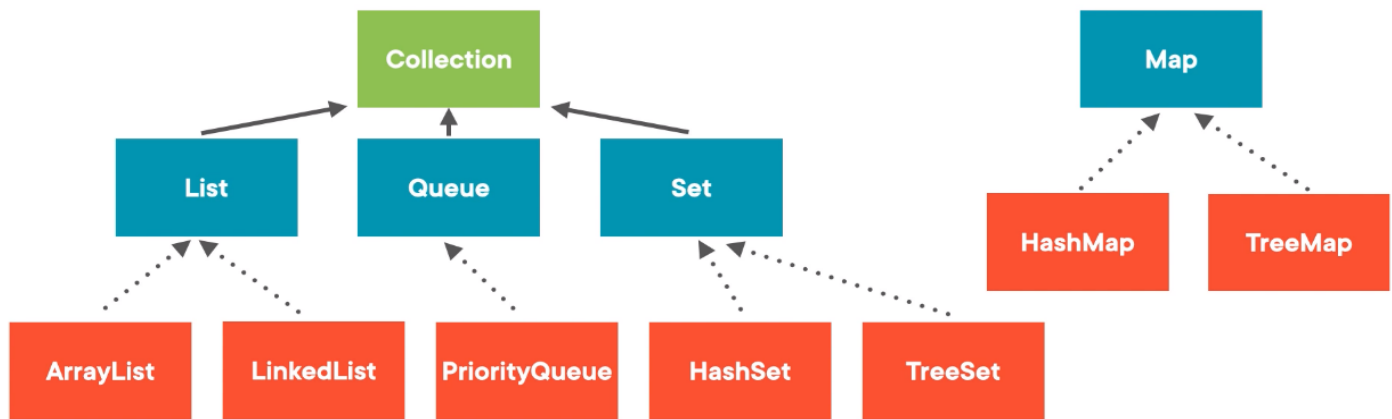 Collection
Map
List
Queue
Set
HashMap
TreeMap
ArrayList
LinkedList
PriorityQueue
HashSet
TreeSet